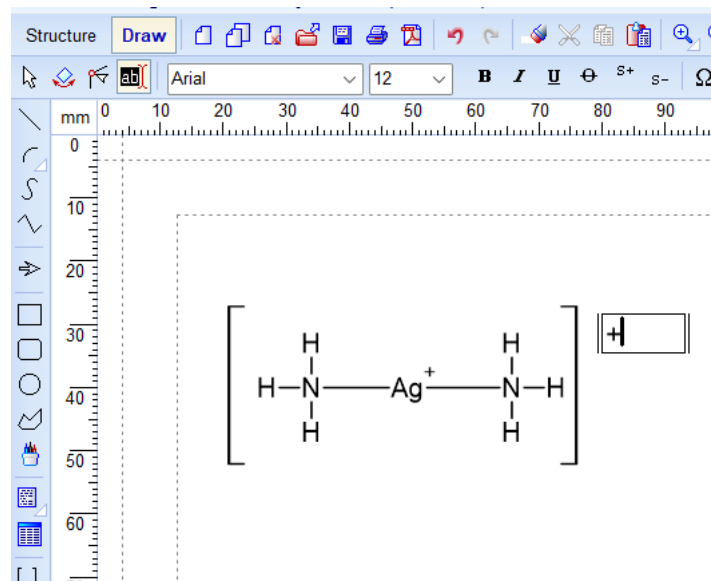 Structure Draw
ab Arial 12 B I U O S+ S- Ω
mm 0 10 20 30 40 50 60 70 80 90
0
10
20
30
40
50
60
H H
H N Ag+ N H
H H
+